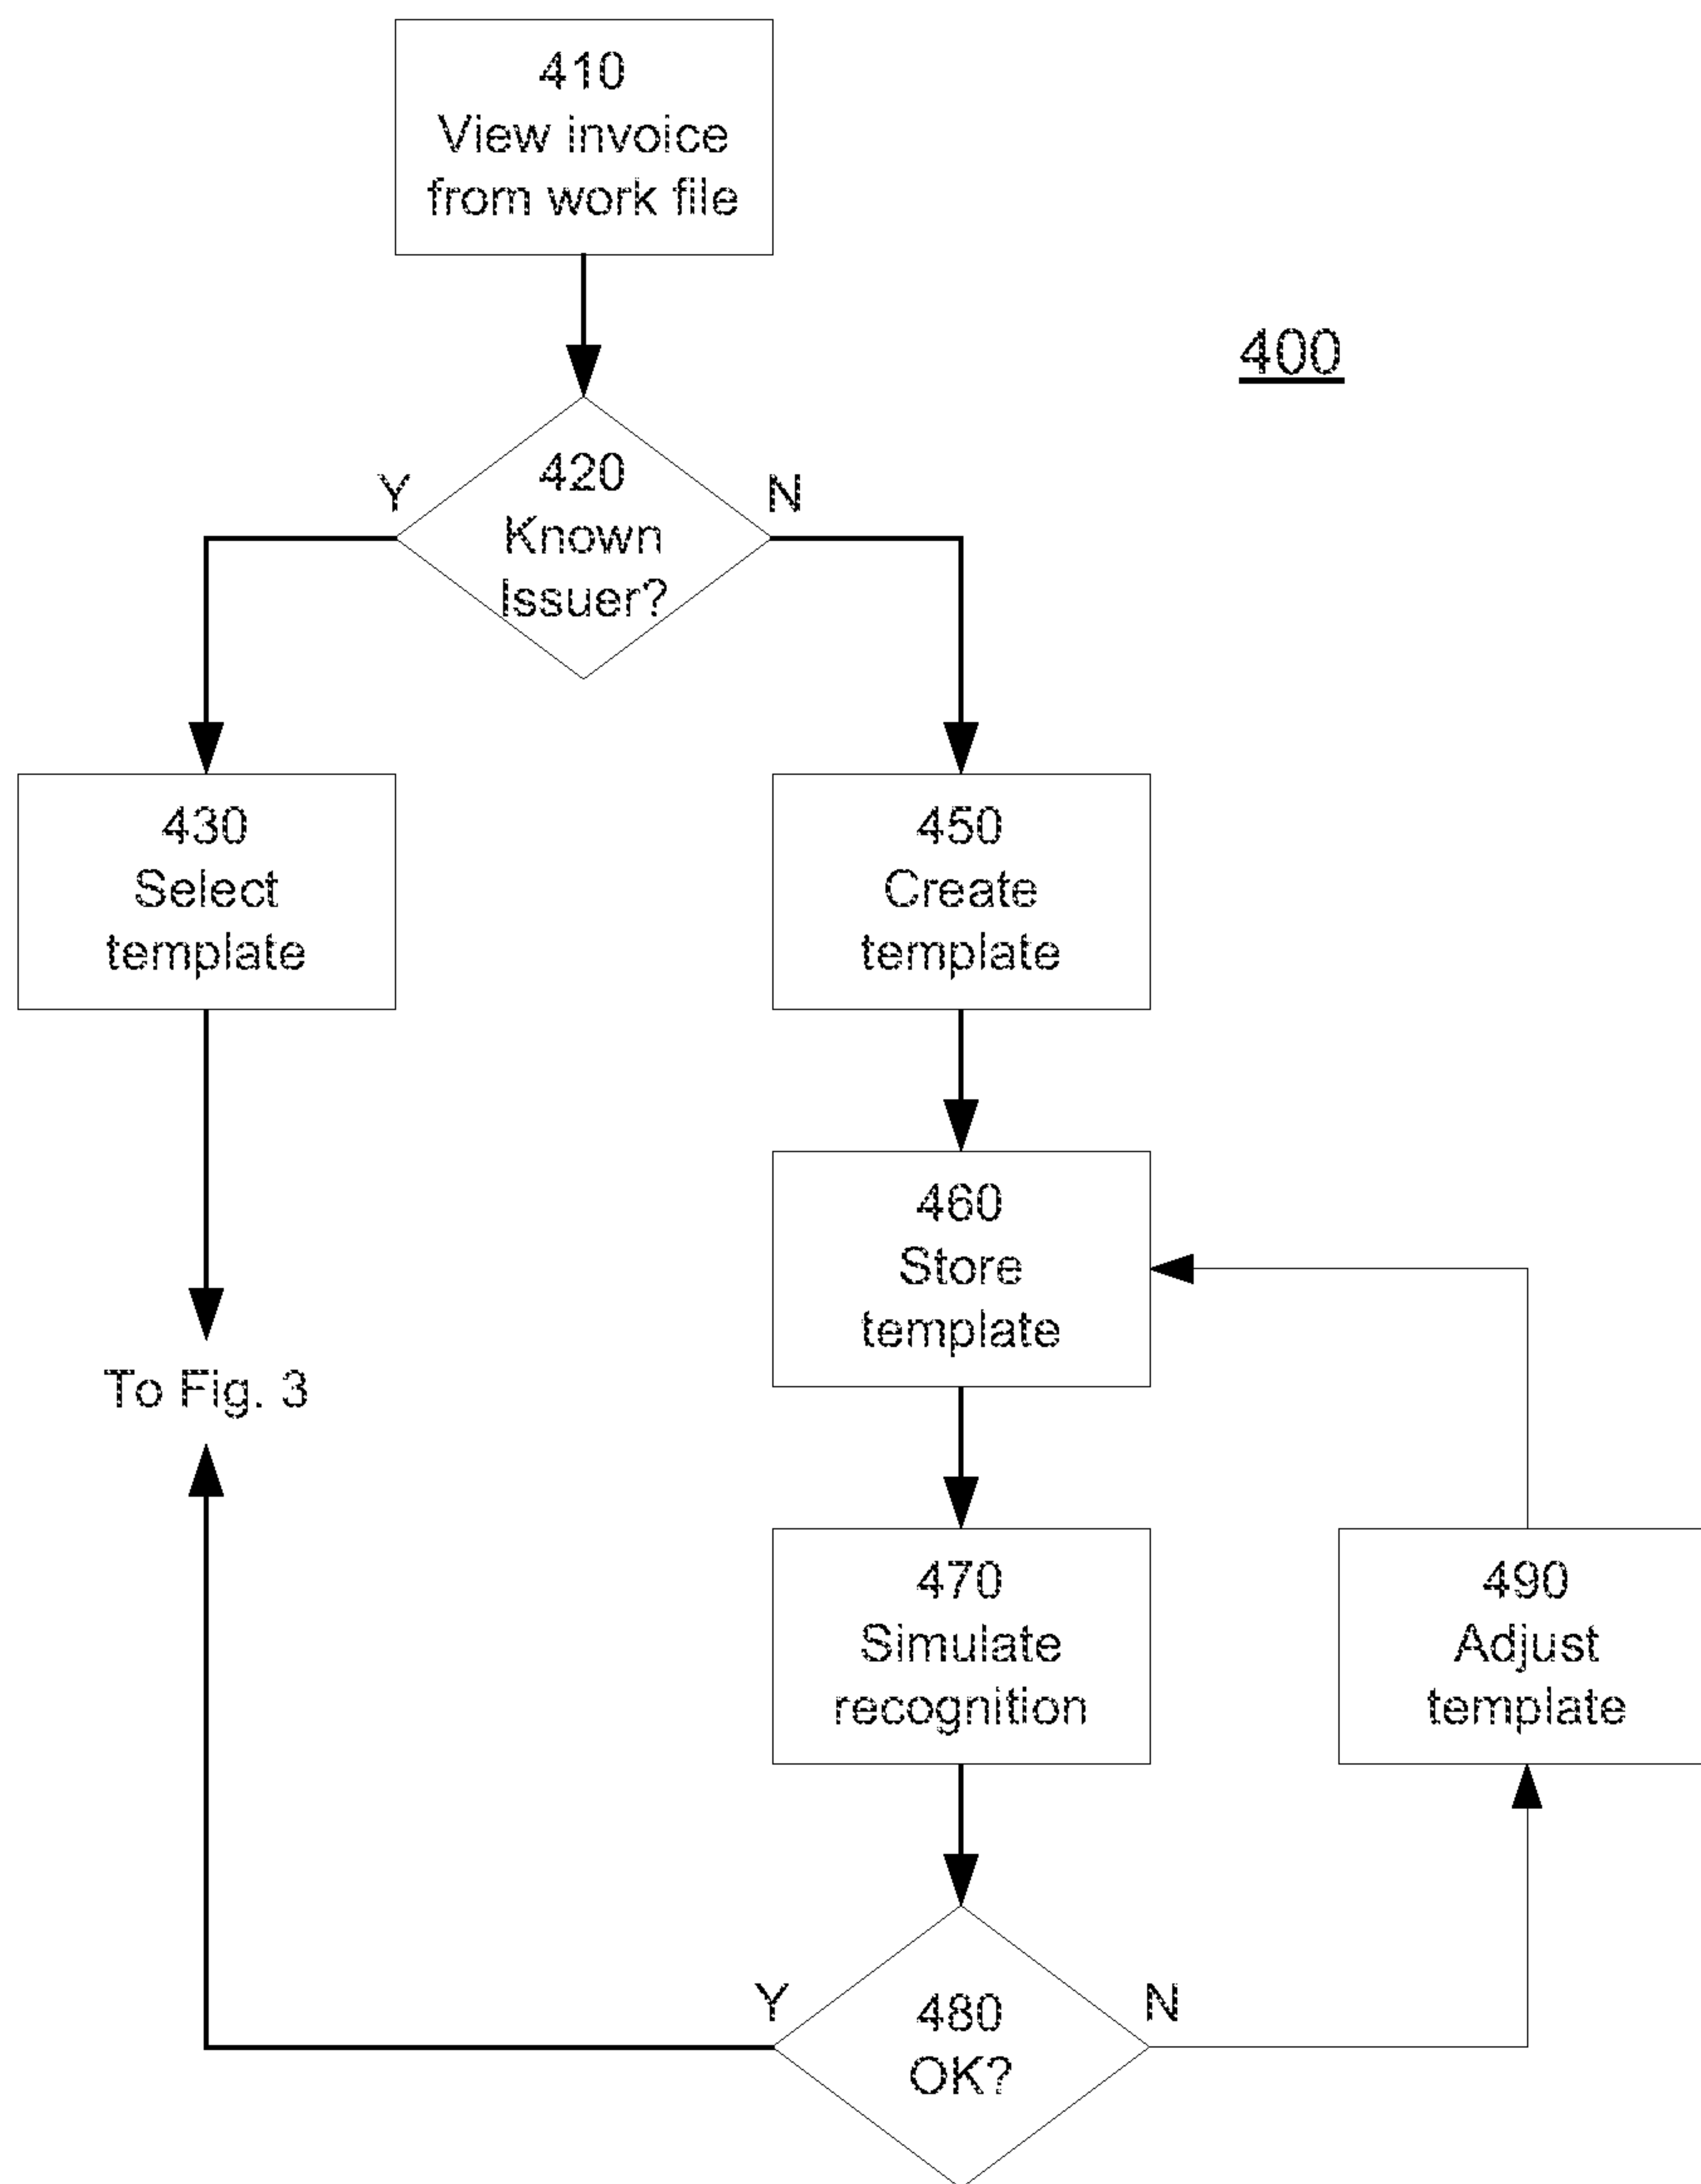 410
View invoice
from work file
400
420
Known
Issuer?
Y
N
430
Select
template
450
Create
template
460
Store
template
To Fig. 3
470
Simulate
recognition
490
Adjust
template
480
OK?
Y
N